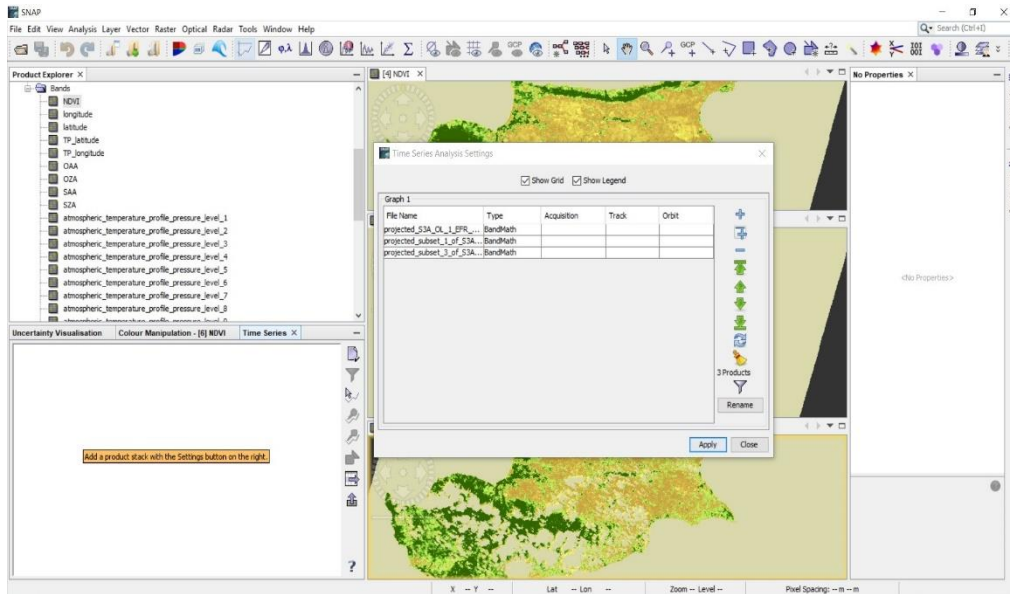 SNAP
File Edit View Analysis Layer Vector Raster Optical Radar Tools Window Help
Search (Ctrl+I)
GCP
Product Explorer
[4] NDVI
No Properties
Bands
NDVI
longitude
latitude
TP_latitude
TP_longitude
OAA
OZA
SAA
SZA
atmospheric_temperature_profile_pressure_level_1
atmospheric_temperature_profile_pressure_level_2
atmospheric_temperature_profile_pressure_level_3
atmospheric_temperature_profile_pressure_level_4
atmospheric_temperature_profile_pressure_level_5
atmospheric_temperature_profile_pressure_level_6
atmospheric_temperature_profile_pressure_level_7
atmospheric_temperature_profile_pressure_level_8
Time Series Analysis Settings
Show Grid Show Legend
Graph 1
File Name Type Acquisition Track Orbit
projected_S3A_OL_1_EFR_... BandMath
projected_subset_1_of_S3A... BandMath
projected_subset_3_of_S3A... BandMath
3 Products
Rename
Apply Close
<No Properties>
Uncertainty Visualisation Colour Manipulation - [6] NDVI Time Series
Add a product stack with the Settings button on the right.
X -- Y -- Lat -- Lon -- Zoom -- Level -- Pixel Spacing: -- m -- m